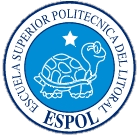 ESCUELA SUPERIOR POLITECNICA DEL LITORAL
ESPOL